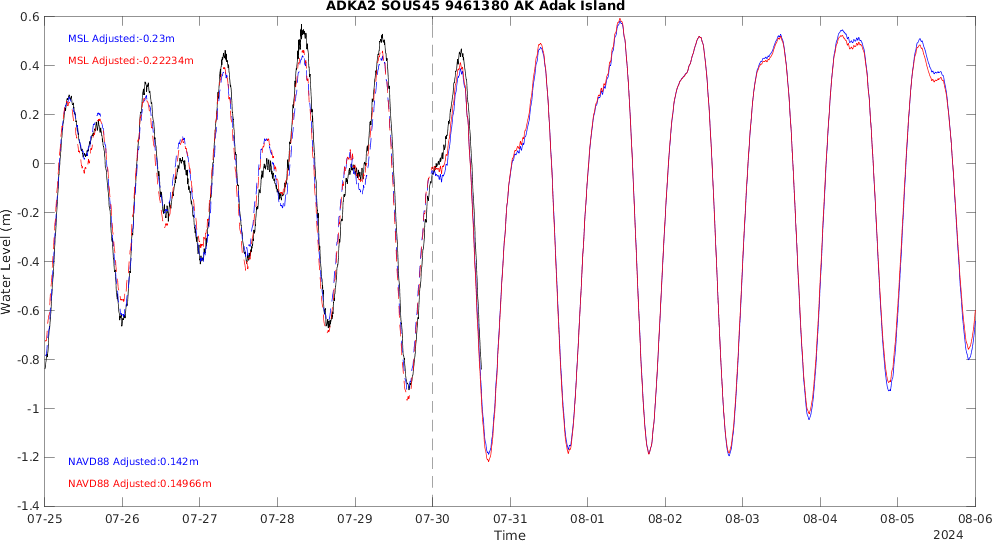 ADKA2 SOUS45 9461380 AK Adak Island
MSL Adjusted:-0.23m
MSL Adjusted:-0.22234m
NAVD88 Adjusted:0.142m
NAVD88 Adjusted:0.14966m
Water Level (m)
0.6
0.4
0.2
0
-0.2
-0.4
-0.6
-0.8
-1
-1.2
-1.4
07-25 07-26 07-27 07-28 07-29 07-30 07-31 08-01 08-02 08-03 08-04 08-05 08-06
Time
2024